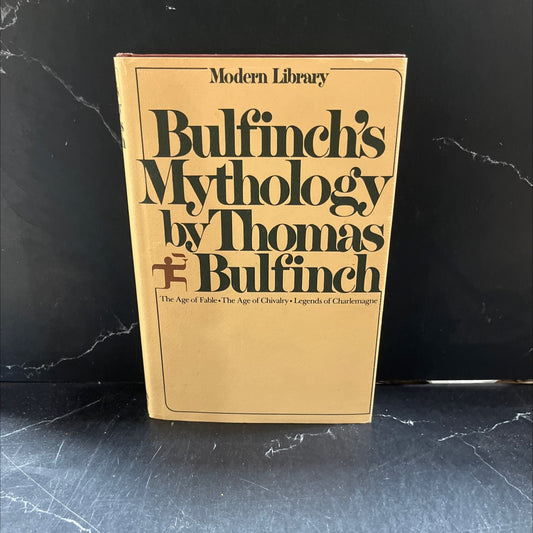 Modern Library
Bulfinch's
Mythology
by Thomas
Bulfinch
The Age of Fable • The Age of Chivalry • Legends of Charlemagne